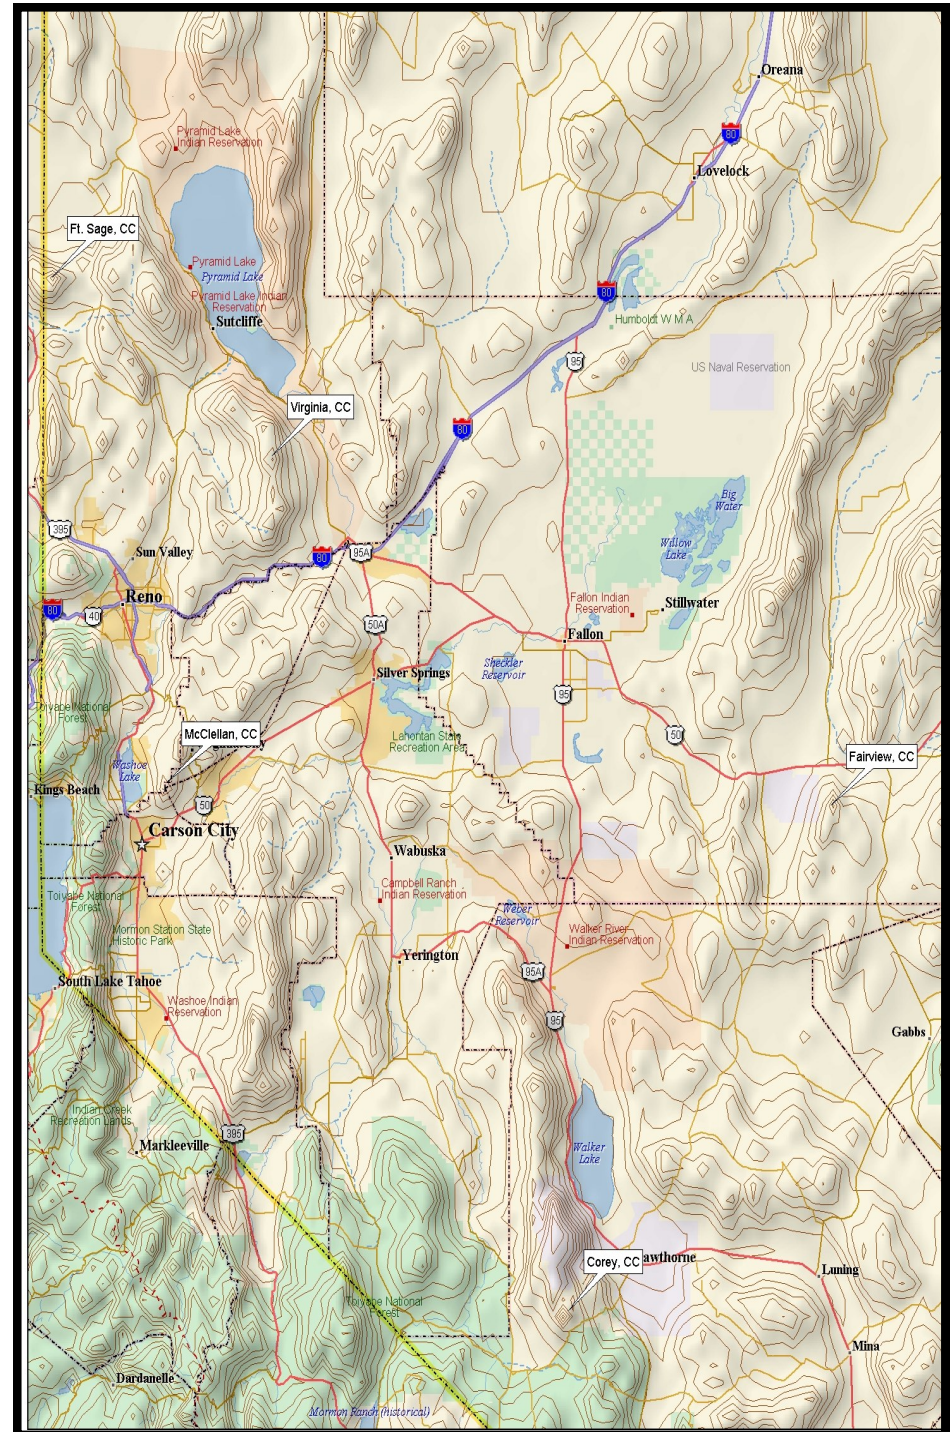 Oreana
80
Lovelock
Pyramid Lake
Indian Reservation
Ft. Sage, CC
Pyramid Lake
Pyramid Lake
Pyramid Lake Indian
Reservation
Sutcliffe
80
Humboldt W M A
95
US Naval Reservation
Virginia, CC
80
Big
Water
395
Willow
Lake
Sun Valley
80
95A
Reno
80
40
Fallon Indian
Reservation
Stillwater
50A
Fallon
Silver Springs
Sheckler
Reservoir
95
Toiyabe National
Forest
McClellan, CC
Lahontan State
Recreation Area
50
Washoe
Lake
Fairview, CC
Kings Beach
50
Carson City
Wabuska
Toiyabe National
Forest
Campbell Ranch
Indian Reservation
Weber
Reservoir
Mormon Station State
Historic Park
Walker River
Indian Reservation
Yerington
95A
South Lake Tahoe
Washoe Indian
Reservation
95
Gabbs
Indian Creek
Recreation Lands
395
Markleeville
Walker
Lake
Corey, CC
awthorne
Luning
Toiyabe National
Forest
Mina
Dardanelle
Mormon Ranch (historical)